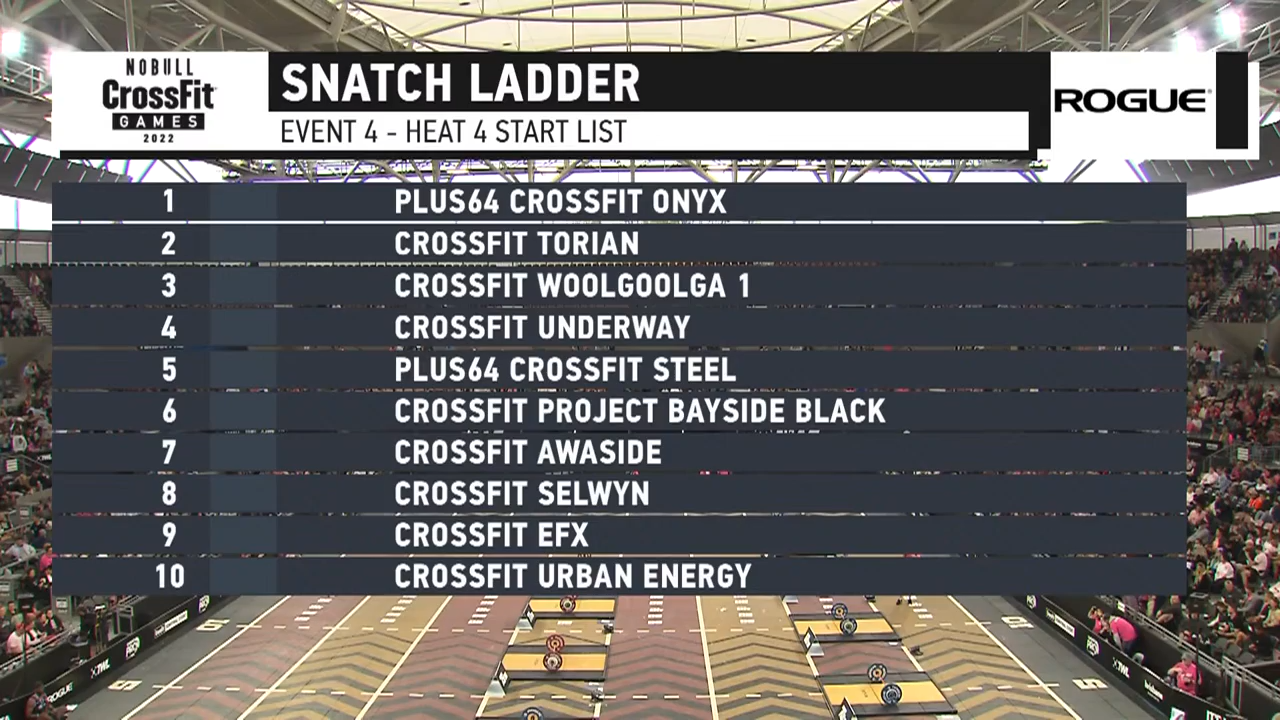 NOBULL
CrossFit
GAMES
2022
SNATCH LADDER
EVENT 4 - HEAT 4 START LIST
ROGUE
1 PLUS64 CROSSFIT ONYX
2 CROSSFIT TORIAN
3 CROSSFIT WOOLGOOLGA 1
4 CROSSFIT UNDERWAY
5 PLUS64 CROSSFIT STEEL
6 CROSSFIT PROJECT BAYSIDE BLACK
7 CROSSFIT AWASIDE
8 CROSSFIT SELWYN
9 CROSSFIT EFX
10 CROSSFIT URBAN ENERGY
ROGUE